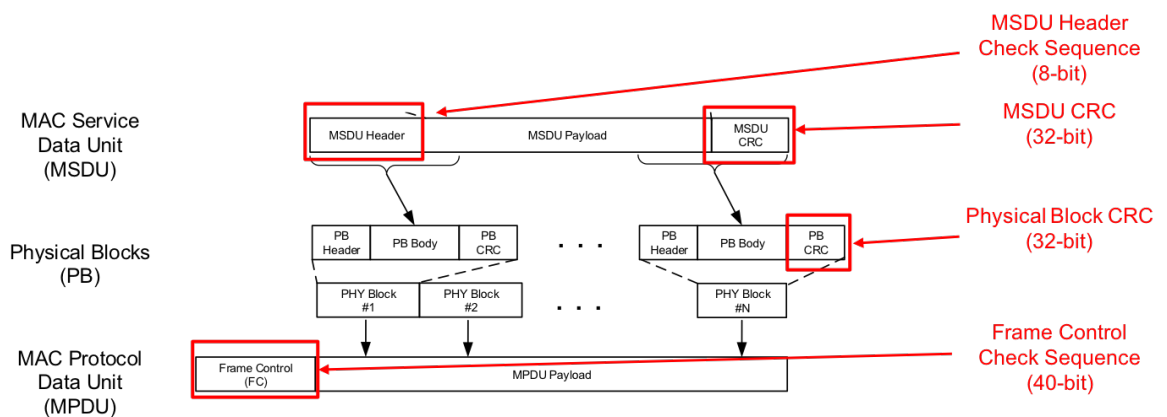 MSDU Header
Check Sequence
(8-bit)
MAC Service
Data Unit
(MSDU)
MSDU Header
MSDU Payload
MSDU
CRC
MSDU CRC
(32-bit)
Physical Blocks
(PB)
PB
Header
PB Body
PB
CRC
. . .
PB
Header
PB Body
PB
CRC
Physical Block CRC
(32-bit)
PHY Block
#1
PHY Block
#2
. . .
PHY Block
#N
MAC Protocol
Data Unit
(MPDU)
Frame Control
(FC)
MPDU Payload
Frame Control
Check Sequence
(40-bit)